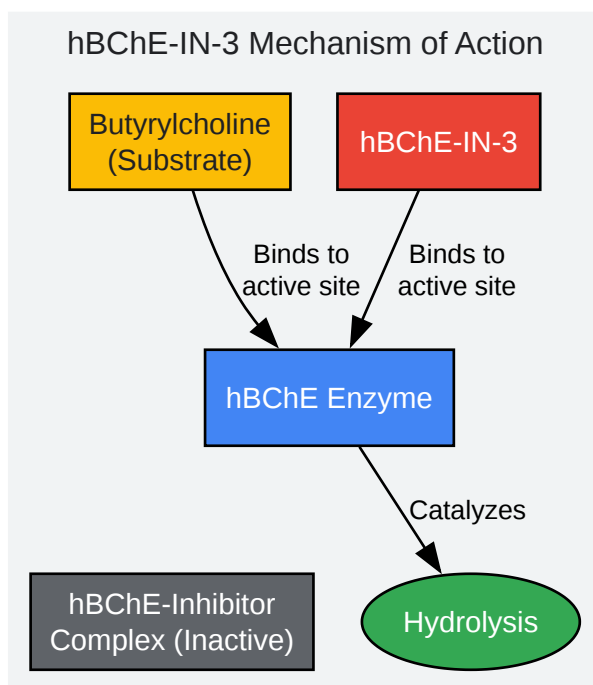 hBChE-IN-3 Mechanism of Action
Butyrylcholine
(Substrate)
hBChE-IN-3
Binds to
active site
Binds to
active site
hBChE Enzyme
Catalyzes
hBChE-Inhibitor
Complex (Inactive)
Hydrolysis